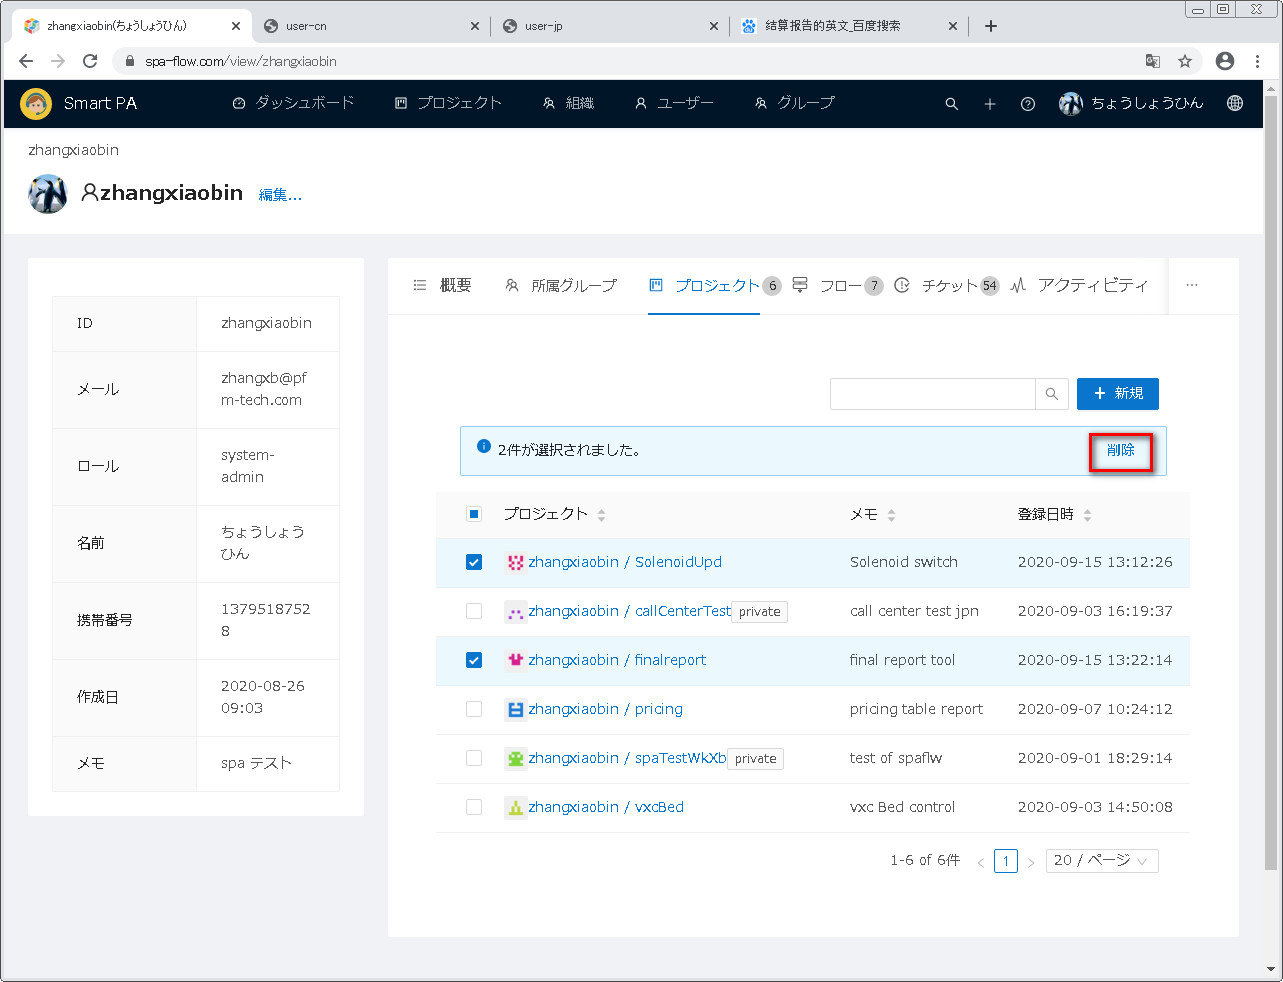 zhangxiaobin(ちょうしょうひん)
user-cn
user-jp
结算报告的英文_百度搜索
spa-flow.com/view/zhangxiaobin
Smart PA
ダッシュボード
プロジェクト
組織
ユーザー
グループ
ちょうしょうひん
zhangxiaobin
zhangxiaobin
編集...
概要
所属グループ
プロジェクト 6
フロー 7
チケット 54
アクティビティ
ID
zhangxiaobin
メール
zhangxb@pf
m-tech.com
ロール
system-
admin
名前
ちょうしょう
ひん
携帯番号
1379518752
8
作成日
2020-08-26
09:03
メモ
spa テスト
新規
2件が選択されました。
削除
プロジェクト
メモ
登録日時
zhangxiaobin / SolenoidUpd
Solenoid switch
2020-09-15 13:12:26
zhangxiaobin / callCenterTest private
call center test jpn
2020-09-03 16:19:37
zhangxiaobin / finalreport
final report tool
2020-09-15 13:22:14
zhangxiaobin / pricing
pricing table report
2020-09-07 10:24:12
zhangxiaobin / spaTestWkXb private
test of spaflw
2020-09-01 18:29:14
zhangxiaobin / vxcBed
vxc Bed control
2020-09-03 14:50:08
1-6 of 6件
1
20 / ページ